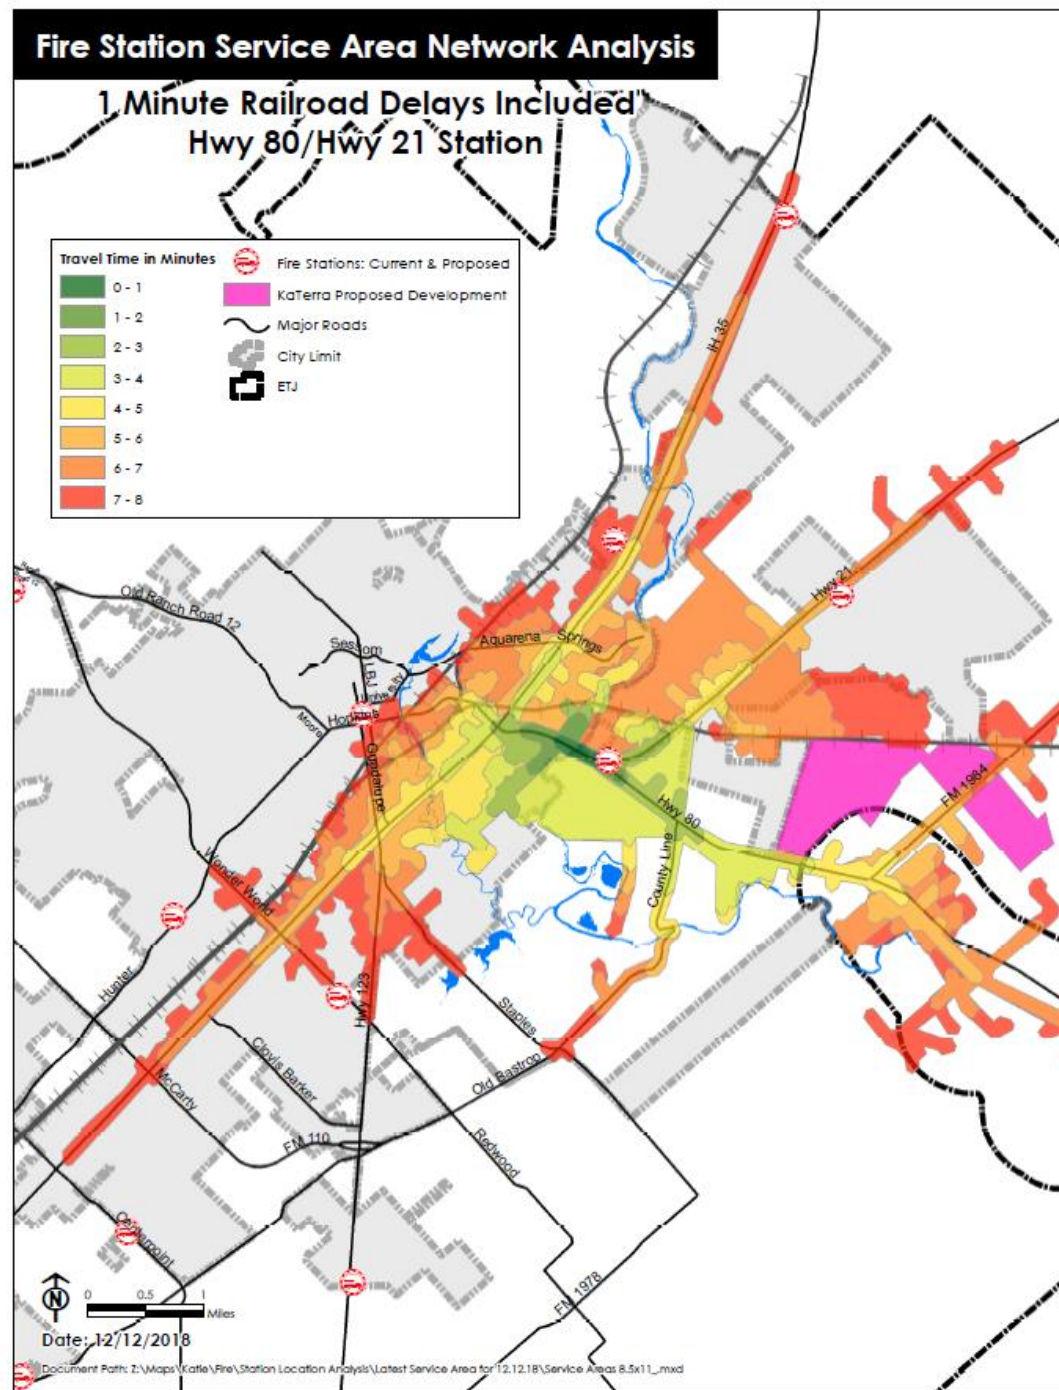 Fire Station Service Area Network Analysis
1 Minute Railroad Delays Included
Hwy 80/Hwy 21 Station
Travel Time in Minutes
0 - 1
1 - 2
2 - 3
3 - 4
4 - 5
5 - 6
6 - 7
7 - 8
Fire Stations: Current & Proposed
KaTerra Proposed Development
Major Roads
City Limit
ETJ
IH 35
Hwy 21
Old Ranch Road 12
Sessom
LBJ
University
Aquarena Springs
Hopkins
Moore
Guadalupe
Hwy 80
FM 1984
County Line
Wonder World
Hunter
Hwy 123
Staples
Clovis Barker
Old Bastrop
McCarty
FM 110
Redwood
Centerpoint
FM 1978
N
0 0.5 1
Miles
Date: 12/12/2018
Document Path: Z:\Maps\Katie\Fire\Station Location Analysis\Latest Service Area for 12.12.18\Service Areas 8.5x11_.mxd